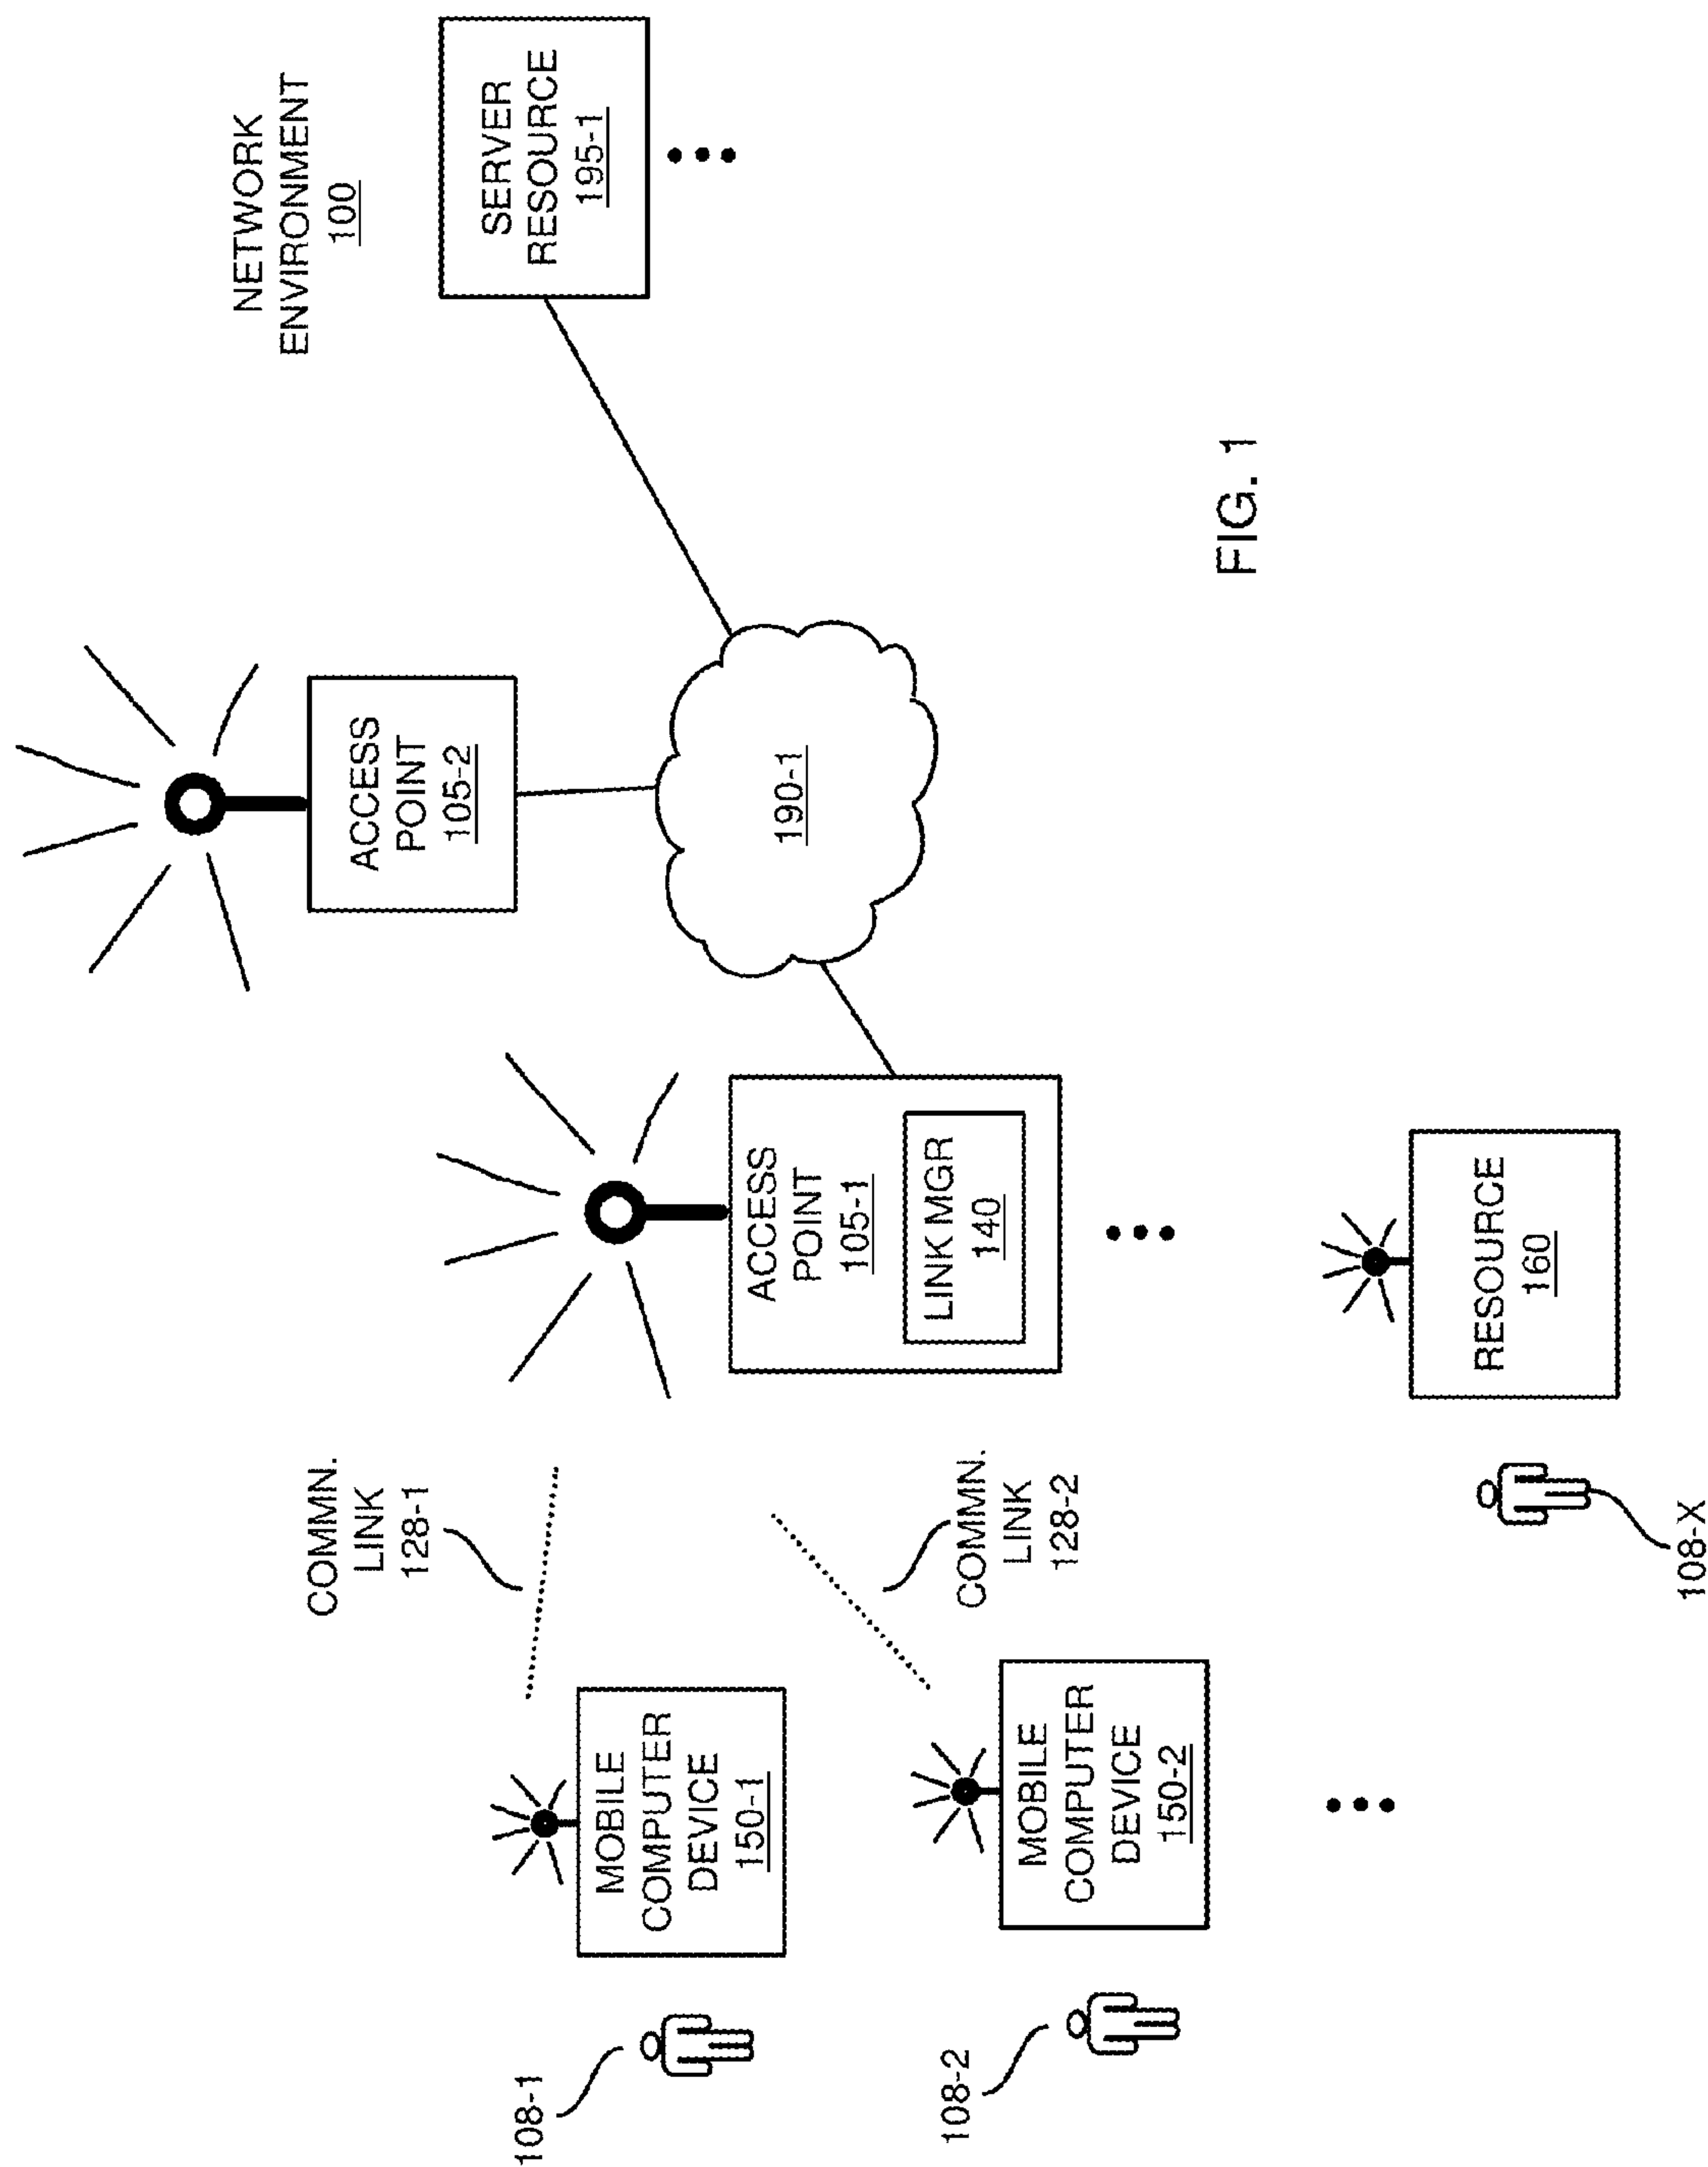 NETWORK
ENVIRONMENT
100
SERVER
RESOURCE
195-1
ACCESS
POINT
105-2
190-1
ACCESS
POINT
105-1
LINK MGR
140
COMMN.
LINK
128-1
COMMN.
LINK
128-2
MOBILE
COMPUTER
DEVICE
150-1
MOBILE
COMPUTER
DEVICE
150-2
108-1
108-2
RESOURCE
160
108-X
FIG. 1